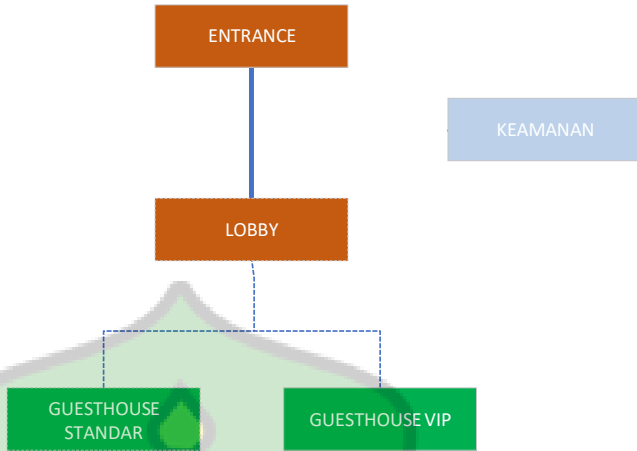 ENTRANCE
KEAMANAN
LOBBY
GUESTHOUSE
STANDAR
GUESTHOUSE VIP